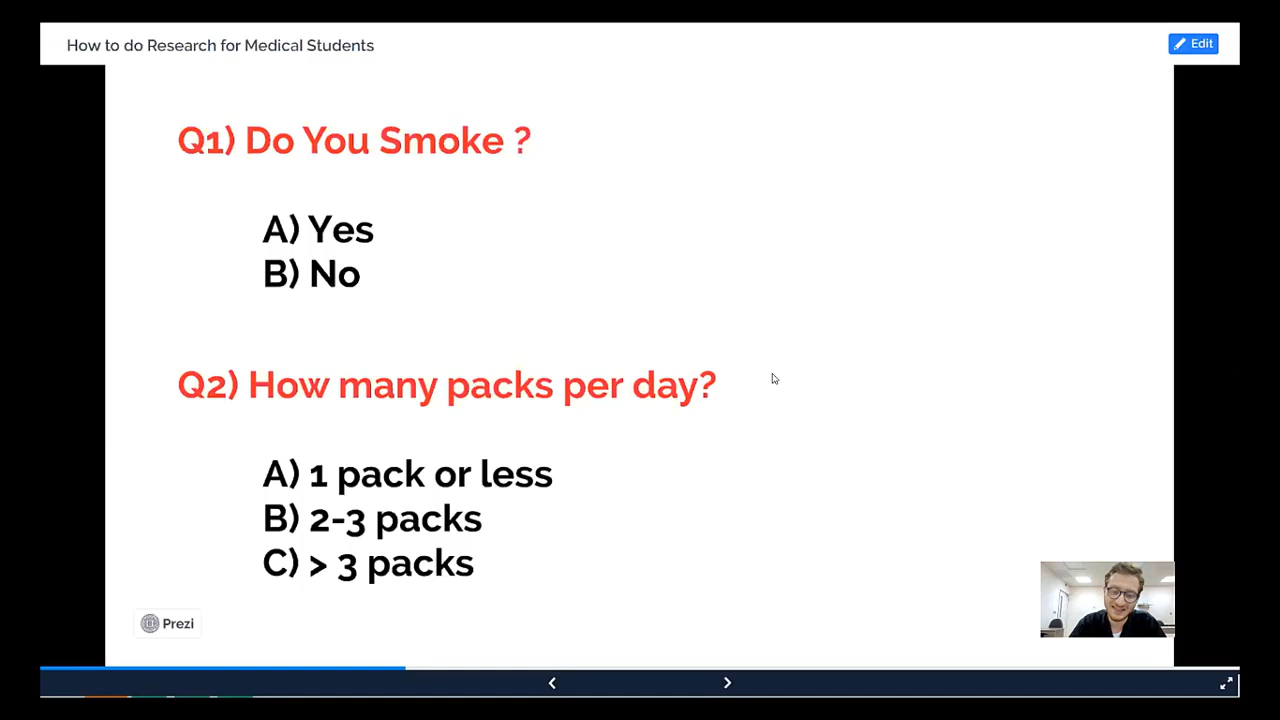 How to do Research for Medical Students
Edit
Q1) Do You Smoke ?
A) Yes
B) No
Q2) How many packs per day?
A) 1 pack or less
B) 2-3 packs
C) > 3 packs
Prezi